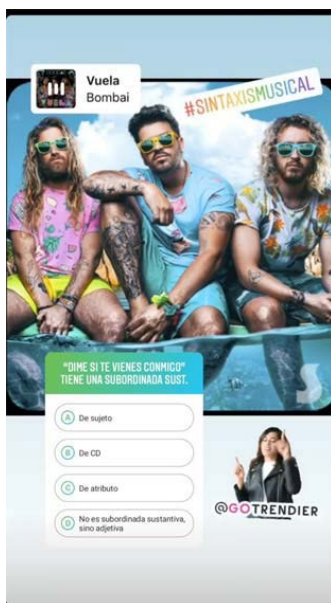 Vuela
Bombai
#SINTAXISMUSICAL
"DIME SI TE VIENES CONMIGO"
TIENE UNA SUBORDINADA SUST.
A De sujeto
B De CD
C De atributo
D No es subordinada sustantiva,
sino adjetiva
@GOTRENDIER